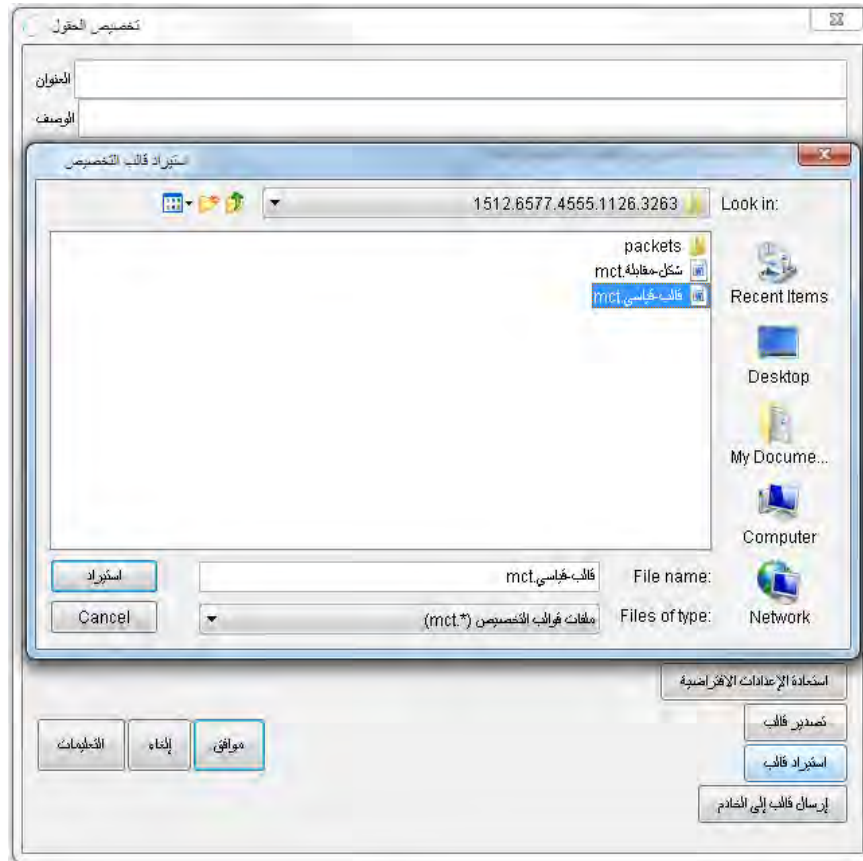 تخصيص الحقول
العنوان
الوصف
استيراد قالب التخصيص
Look in:
1512.6577.4555.1126.3263
packets
شكل-مقابلة.mct
قالب-قياسي.mct
Recent Items
Desktop
My Docume...
Computer
Network
File name:
قالب-قياسي.mct
استيراد
Files of type:
ملفات قوالب التخصيص (*.mct)
Cancel
استعادة الإعدادات الافتراضية
تصدير قالب
استيراد قالب
إرسال قالب إلى الخادم
موافق
إلغاء
التعليمات